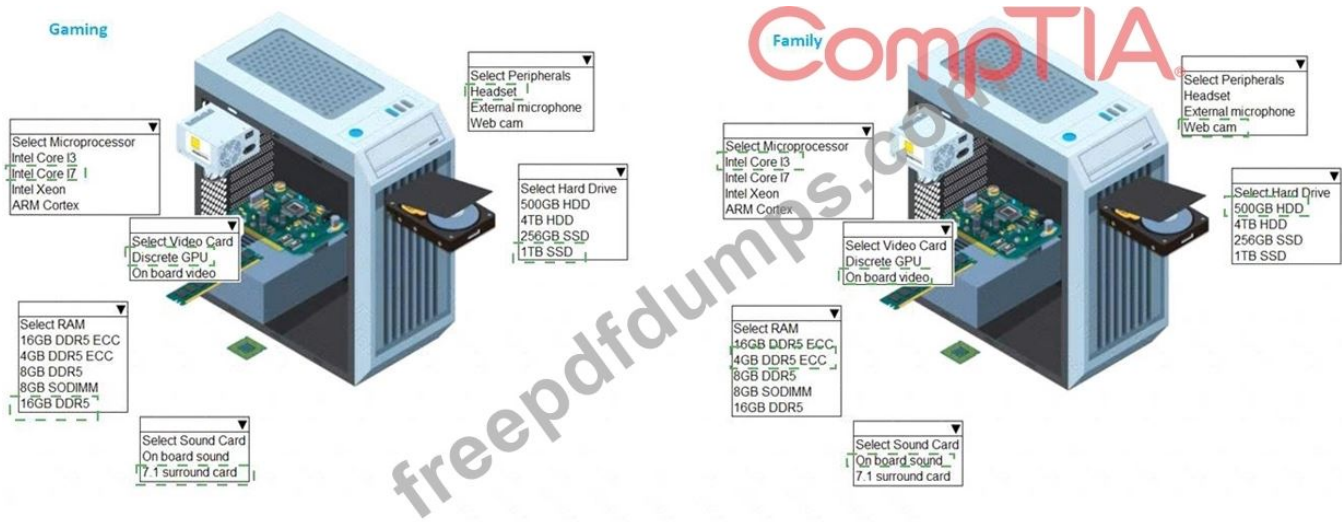 Gaming
Select Peripherals
Headset
External microphone
Web cam
Select Microprocessor
Intel Core I3
Intel Core I7
Intel Xeon
ARM Cortex
Select Hard Drive
500GB HDD
4TB HDD
256GB SSD
1TB SSD
Select Video Card
Discrete GPU
On board video
Select RAM
16GB DDR5 ECC
4GB DDR5 ECC
8GB DDR5
8GB SODIMM
16GB DDR5
Select Sound Card
On board sound
7.1 surround card
Family
CompTIA.
Select Peripherals
Headset
External microphone
Web cam
Select Microprocessor
Intel Core I3
Intel Core I7
Intel Xeon
ARM Cortex
Select Hard Drive
500GB HDD
4TB HDD
256GB SSD
1TB SSD
Select Video Card
Discrete GPU
On board video
Select RAM
16GB DDR5 ECC
4GB DDR5 ECC
8GB DDR5
8GB SODIMM
16GB DDR5
Select Sound Card
On board sound
7.1 surround card
freepdfdumps.com